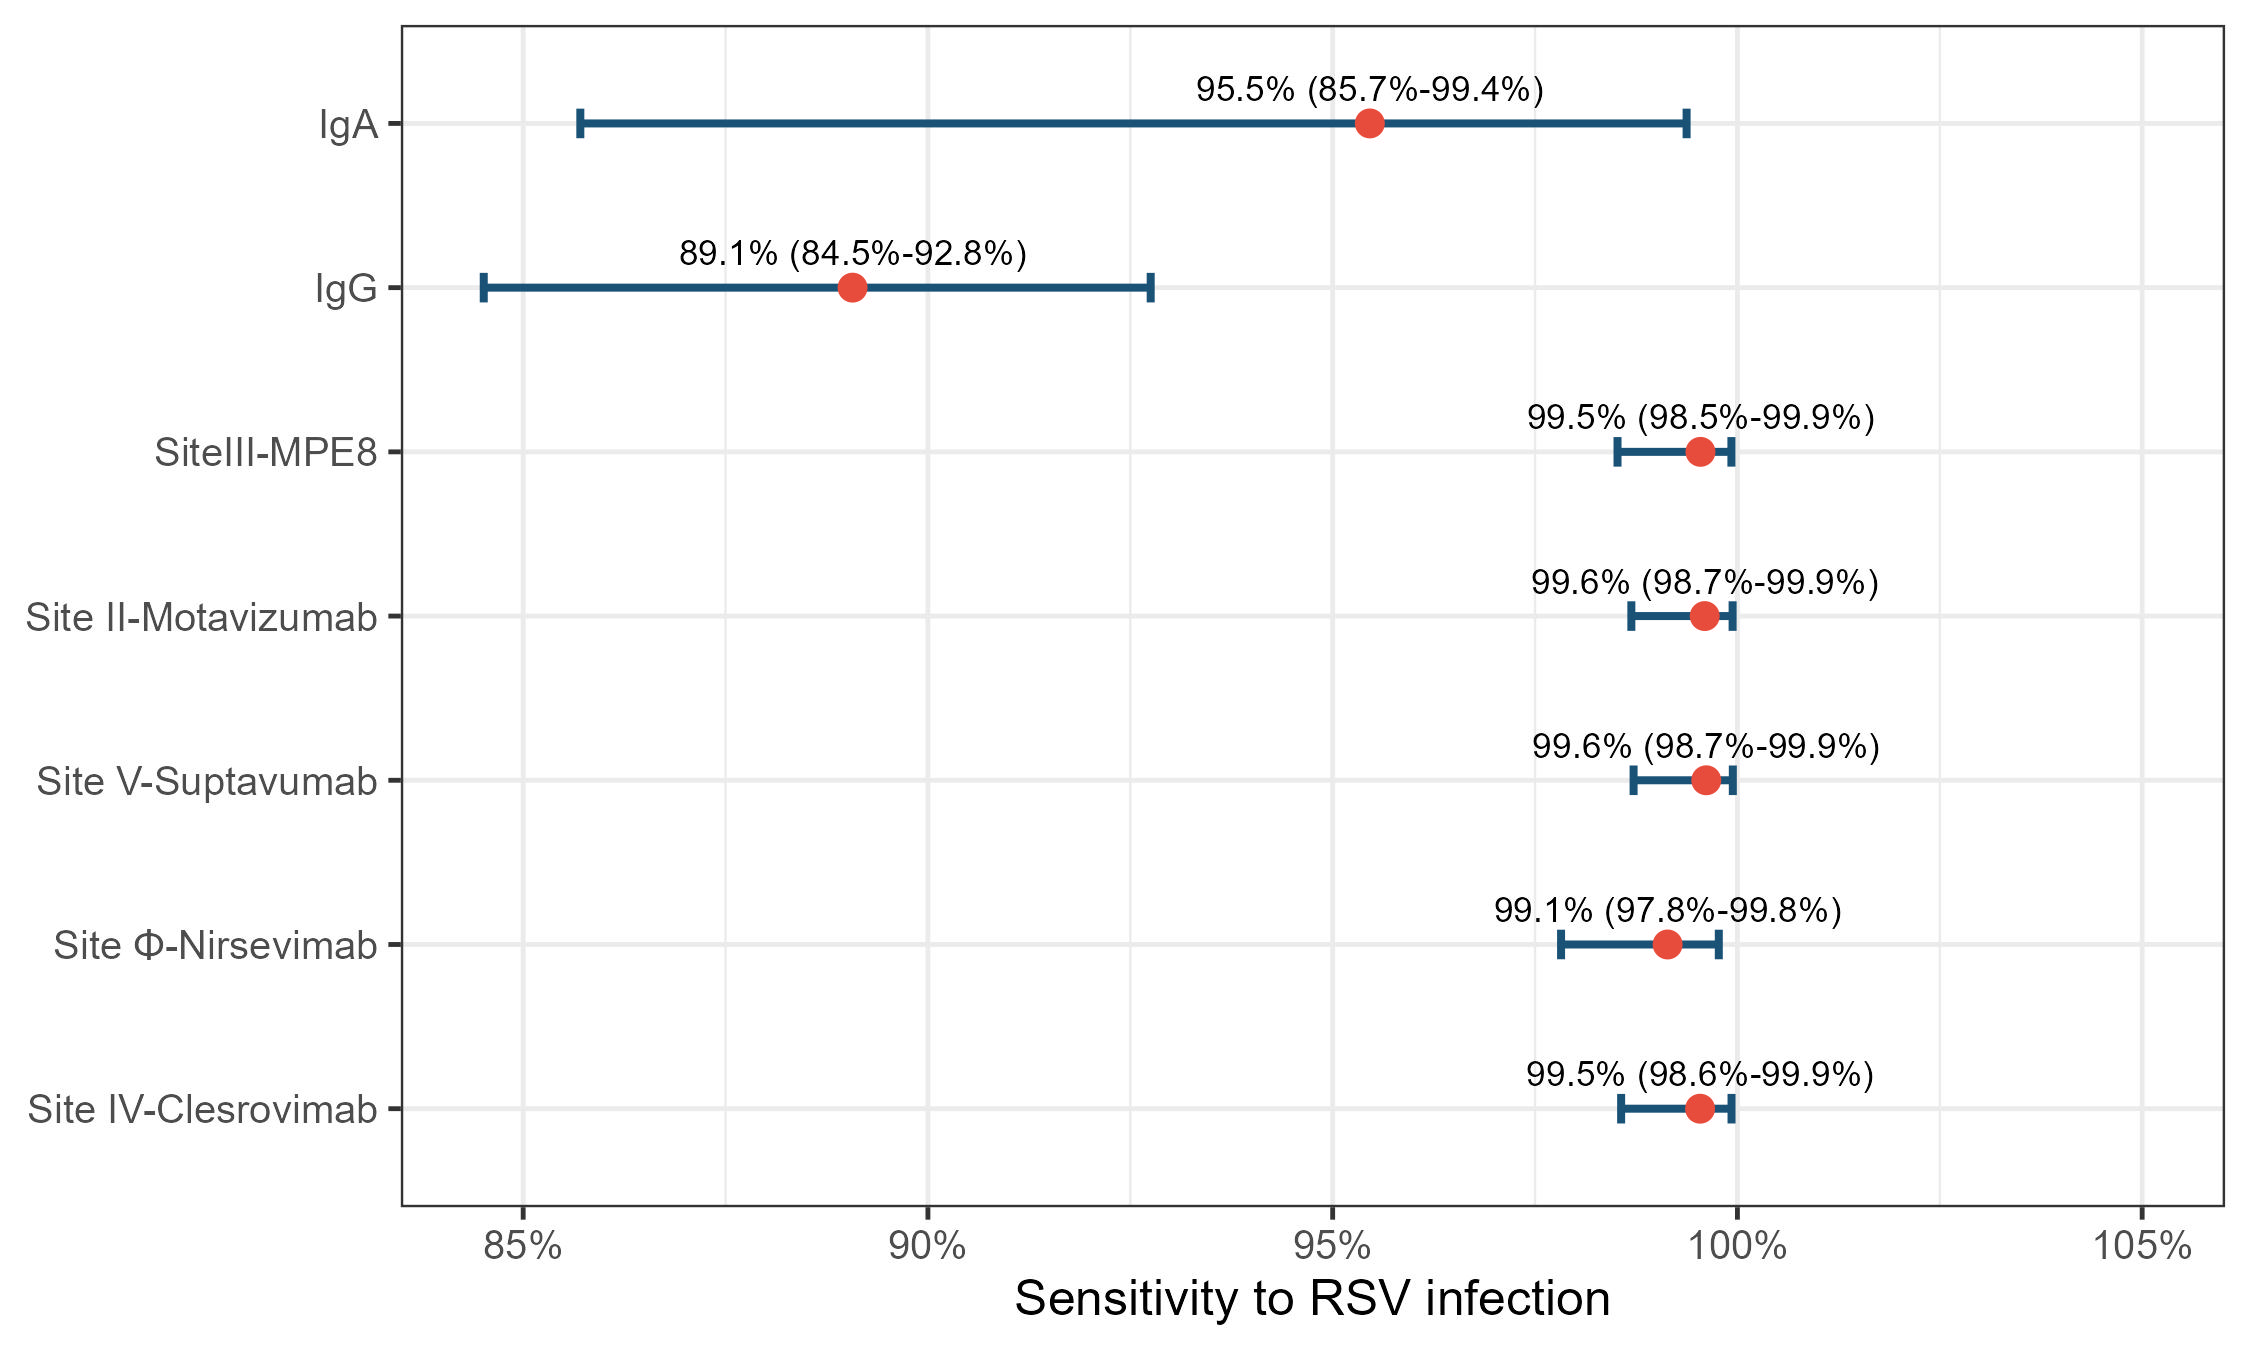 95.5% (85.7%-99.4%)
IgA
89.1% (84.5%-92.8%)
IgG
99.5% (98.5%-99.9%)
SiteIII-MPE8
99.6% (98.7%-99.9%)
Site II-Motavizumab
99.6% (98.7%-99.9%)
Site V-Suptavumab
99.1% (97.8%-99.8%)
Site Φ-Nirsevimab
99.5% (98.6%-99.9%)
Site IV-Clesrovimab
85% 90% 95% 100% 105%
Sensitivity to RSV infection